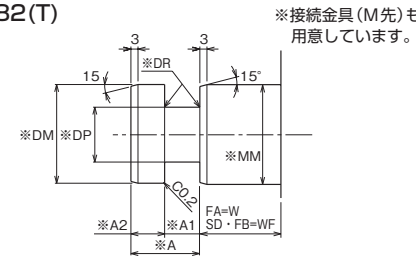 B2(T)
※接続金具(M先)も
用意しています。
3
3
※DR
15
15°
※DM
※DP
※MM
C0.2
FA=W
※A2
※A1
SD・FB=WF
※A